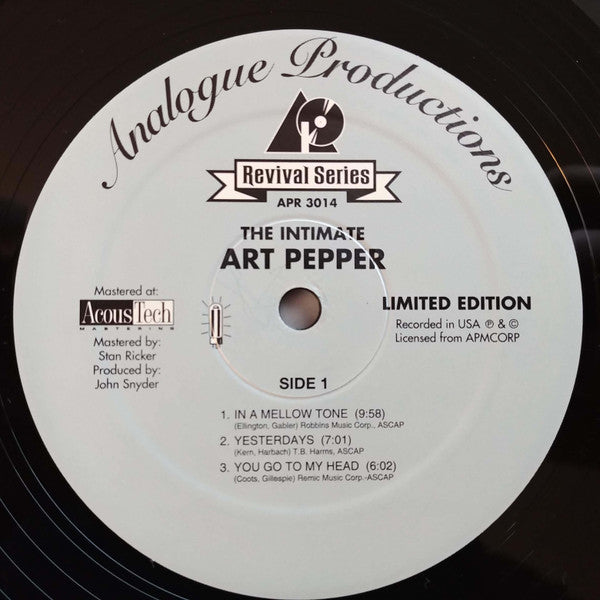 Analogue Productions
AP
Revival Series
APR 3014
THE INTIMATE
ART PEPPER
Mastered at:
AcousTech
MASTERING
Mastered by:
Stan Ricker
Produced by:
John Snyder
LIMITED EDITION
Recorded in USA ℗ & ©
Licensed from APMCORP
SIDE 1
1. IN A MELLOW TONE (9:58)
(Ellington, Gabler) Robbins Music Corp., ASCAP
2. YESTERDAYS (7:01)
(Kern, Harbach) T.B. Harms, ASCAP
3. YOU GO TO MY HEAD (6:02)
(Coots, Gillespie) Remic Music Corp.-ASCAP